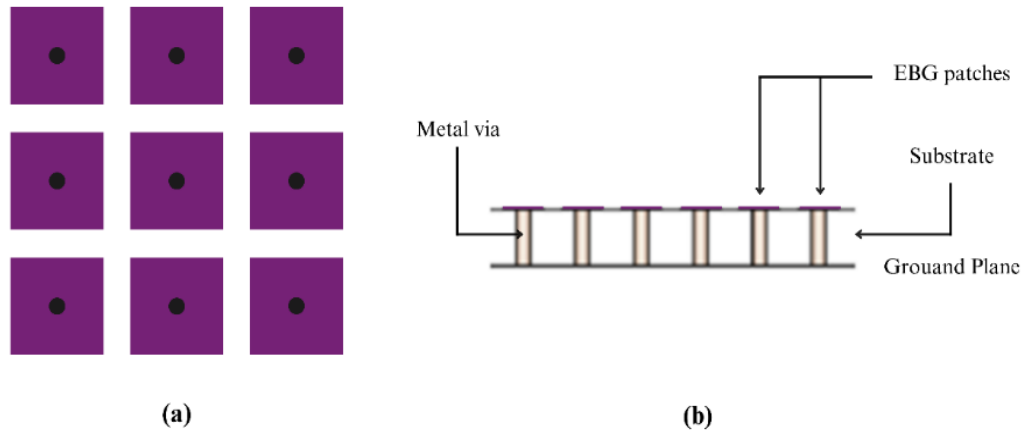 EBG patches
Metal via
Substrate
Grouand Plane
(a)
(b)